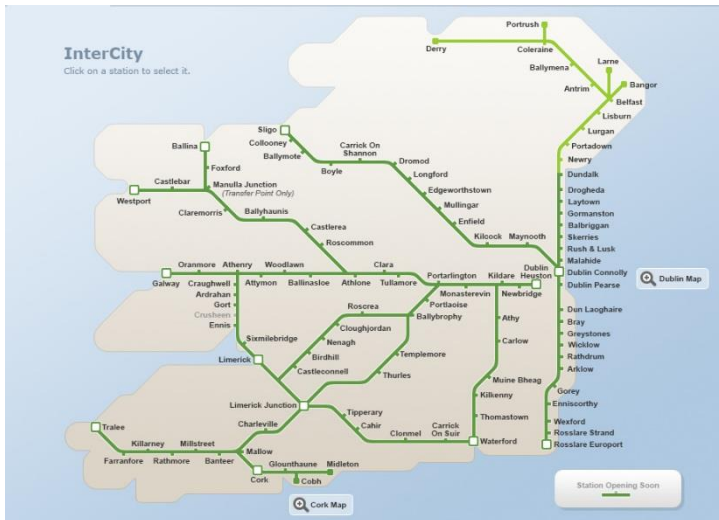 InterCity
Click on a station to select it.
Portrush
Derry
Coleraine
Ballymena
Larne
Antrim
Bangor
Belfast
Lisburn
Lurgan
Portadown
Newry
Sligo
Collooney
Ballymote
Carrick On
Shannon
Boyle
Dromod
Longford
Edgeworthstown
Mullingar
Enfield
Kilcock
Maynooth
Ballina
Foxford
Castlebar
Manulla Junction
(Transfer Point Only)
Westport
Claremorris
Ballyhaunis
Castlerea
Roscommon
Dundalk
Drogheda
Laytown
Gormanston
Balbriggan
Skerries
Rush & Lusk
Malahide
Dublin Connolly
Dublin Pearse
Dublin Map
Dublin
Heuston
Oranmore
Athenry
Woodlawn
Clara
Portarlington
Kildare
Galway
Craughwell
Attymon
Ballinasloe
Athlone
Tullamore
Monasterevin
Newbridge
Ardrahan
Gort
Crusheen
Ennis
Sixmilebridge
Limerick
Roscrea
Portlaoise
Ballybrophy
Cloughjordan
Nenagh
Birdhill
Castleconnell
Templemore
Thurles
Athy
Carlow
Muine Bheag
Kilkenny
Thomastown
Waterford
Dun Laoghaire
Bray
Greystones
Wicklow
Rathdrum
Arklow
Gorey
Enniscorthy
Wexford
Rosslare Strand
Rosslare Europort
Limerick Junction
Tipperary
Cahir
Clonmel
Carrick
On Suir
Charleville
Tralee
Killarney
Millstreet
Farranfore
Rathmore
Banteer
Mallow
Cork
Glounthaune
Midleton
Cobh
Cork Map
Station Opening Soon